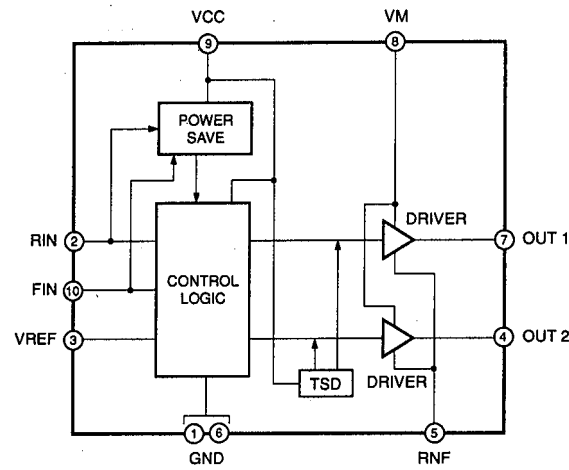 VCC
VM
9
8
POWER
SAVE
DRIVER
RIN 2
7 OUT 1
CONTROL
LOGIC
FIN 10
VREF 3
4 OUT 2
TSD
DRIVER
1 6
5
GND
RNF